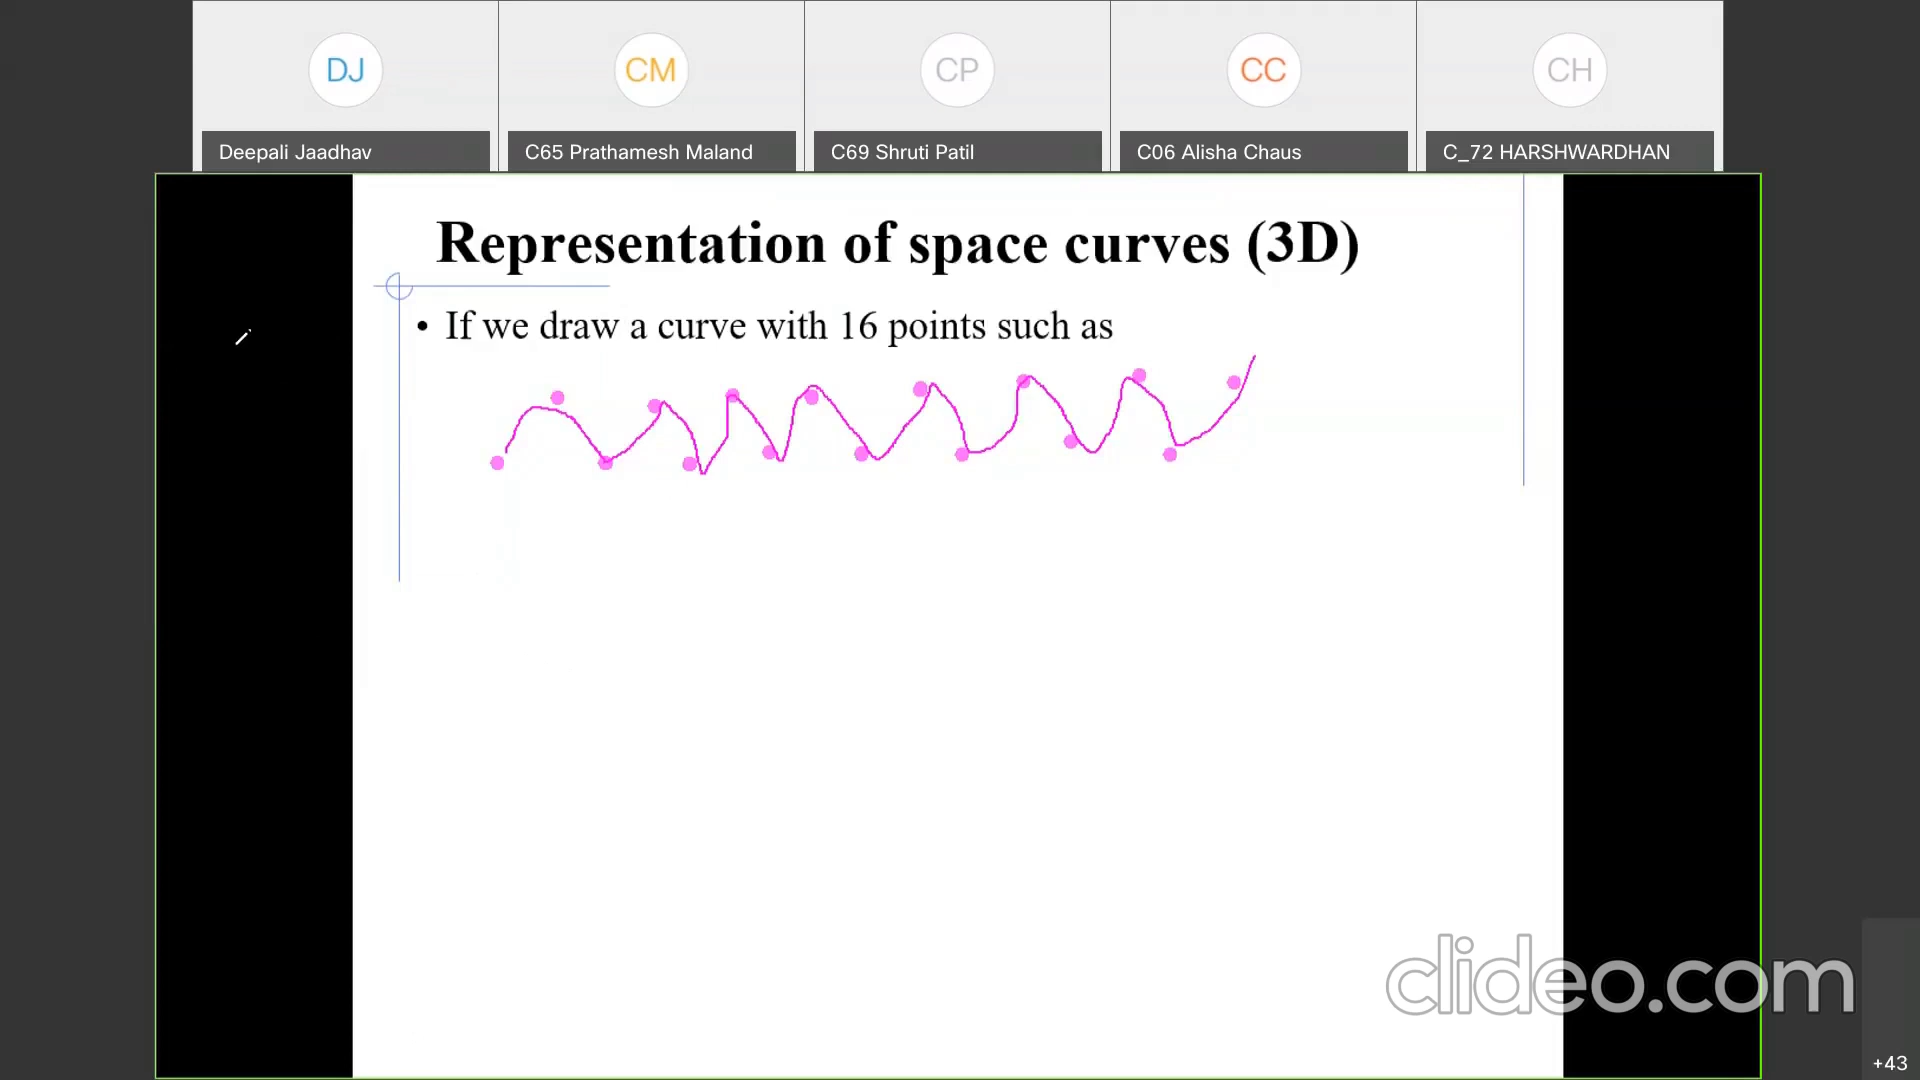 DJ
CM
CP
CC
CH
Deepali Jaadhav
C65 Prathamesh Maland
C69 Shruti Patil
C06 Alisha Chaus
C_72 HARSHWARDHAN
Representation of space curves (3D)
• If we draw a curve with 16 points such as
clideo.com
+43